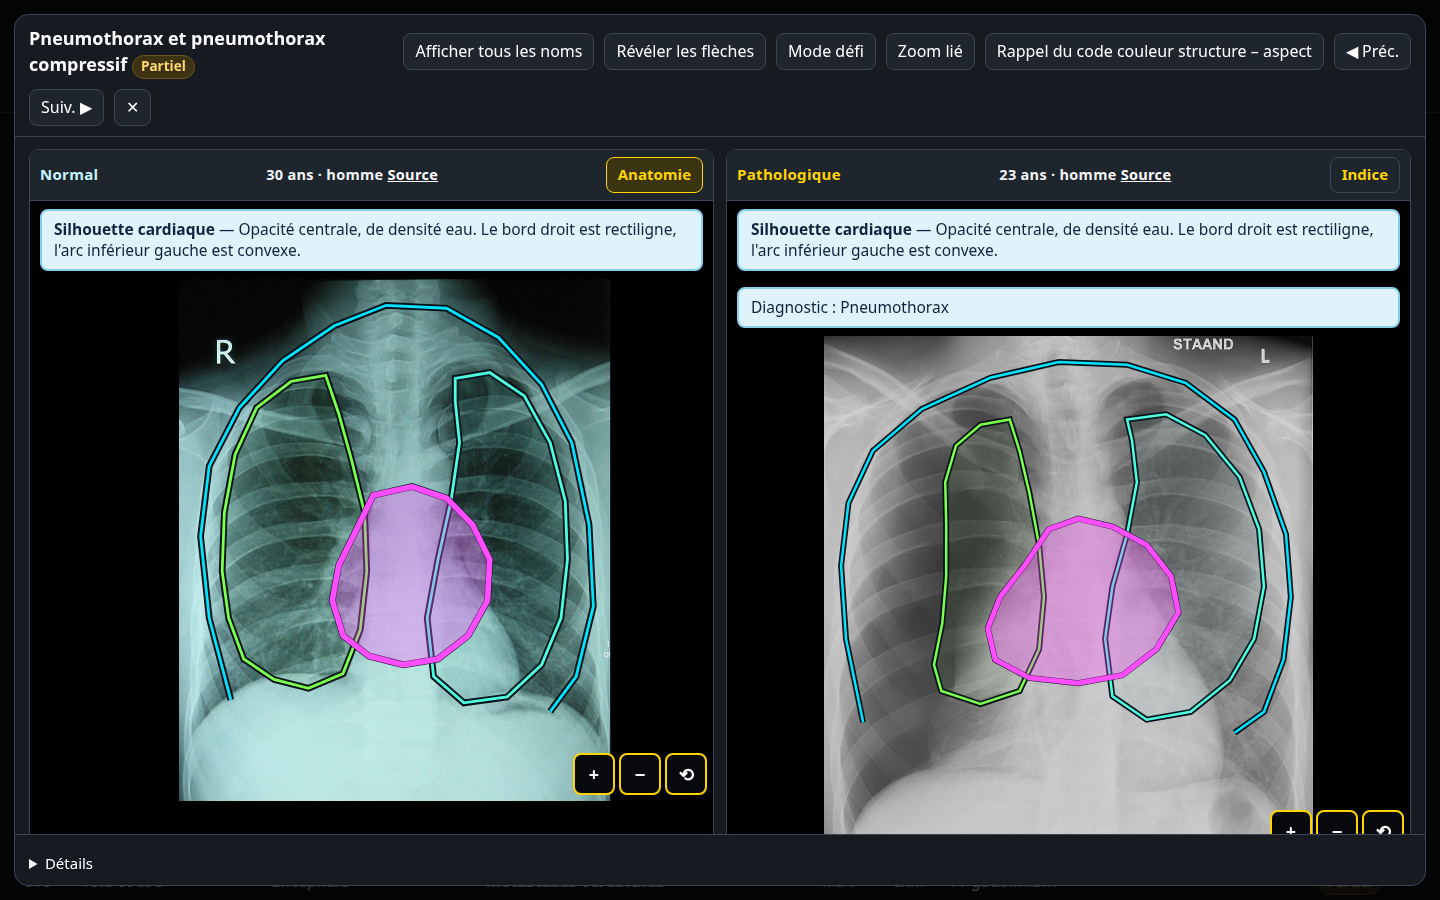 Pneumothorax et pneumothorax
compressif Partiel
Afficher tous les noms
Révéler les flèches
Mode défi
Zoom lié
Rappel du code couleur structure – aspect
◀ Préc.
Suiv. ▶
✕
Normal
30 ans · homme Source
Anatomie
Silhouette cardiaque — Opacité centrale, de densité eau. Le bord droit est rectiligne,
l'arc inférieur gauche est convexe.
R
+
−
⟲
Pathologique
23 ans · homme Source
Indice
Silhouette cardiaque — Opacité centrale, de densité eau. Le bord droit est rectiligne,
l'arc inférieur gauche est convexe.
Diagnostic : Pneumothorax
STAAND
L
+
−
⟲
▶ Détails